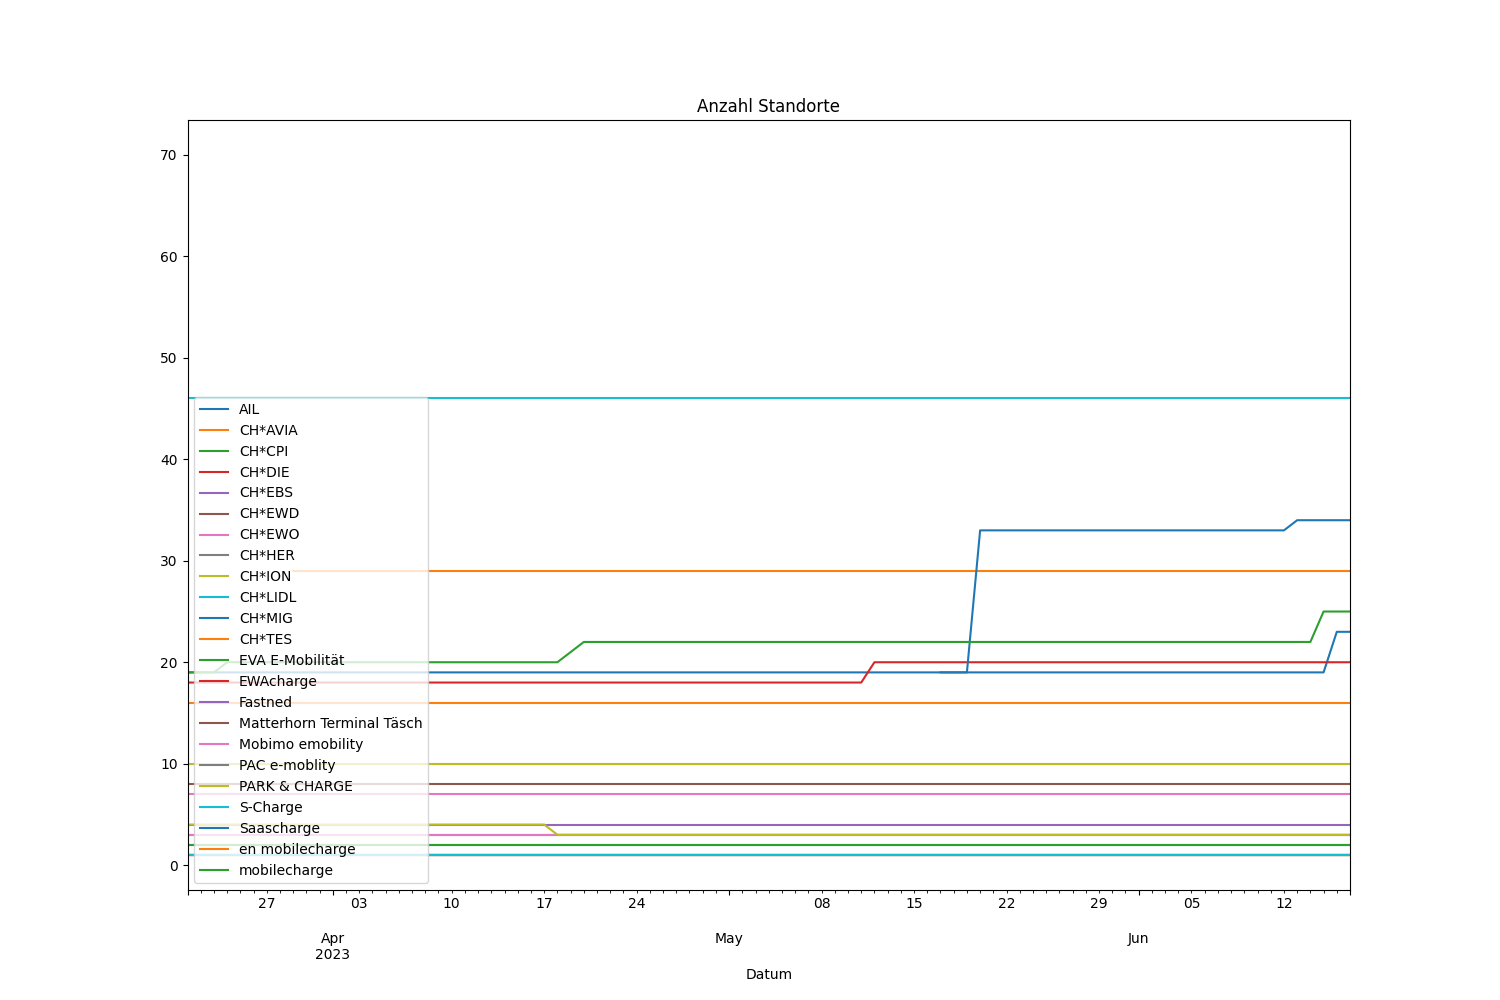 Anzahl Standorte
70
60
50
40
30
20
10
0
AIL
CH*AVIA
CH*CPI
CH*DIE
CH*EBS
CH*EWD
CH*EWO
CH*HER
CH*ION
CH*LIDL
CH*MIG
CH*TES
EVA E-Mobilität
EWAcharge
Fastned
Matterhorn Terminal Täsch
Mobimo emobility
PAC e-moblity
PARK & CHARGE
S-Charge
Saascharge
en mobilecharge
mobilecharge
27 03 10 17 24 08 15 22 29 05 12
Apr May Jun
2023
Datum